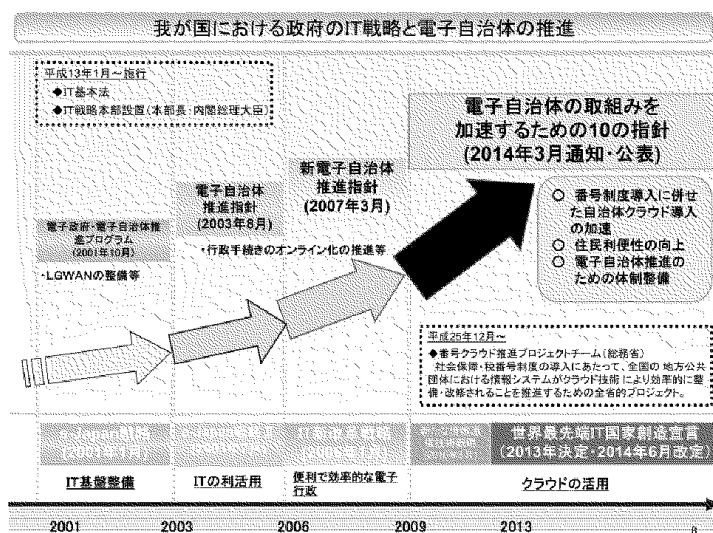 我が国における政府のIT戦略と電子自治体の推進
平成13年1月～施行
◆IT基本法
◆IT戦略本部設置(本部長:内閣総理大臣)
電子自治体の取組みを
加速するための10の指針
(2014年3月通知・公表)
新電子自治体
推進指針
(2007年3月)
電子自治体
推進指針
(2003年8月)
電子政府・電子自治体推
進プログラム
(2001年10月)
・行政手続きのオンライン化の推進等
・LGWANの整備等
○ 番号制度導入に併せ
た自治体クラウド導入
の加速
○ 住民利便性の向上
○ 電子自治体推進の
ための体制整備
平成25年12月～
◆番号クラウド推進プロジェクトチーム(総務省)
社会保障・税番号制度の導入にあたって、全国の地方公共
団体における情報システムがクラウド技術により効率的に整
備・改修されることを推進するための全省的プロジェクト。
(2001年1月)
世界最先端IT国家創造宣言
(2013年決定・2014年6月改定)
IT基盤整備
ITの利活用
便利で効率的な電子
行政
クラウドの活用
2001
2003
2006
2009
2013